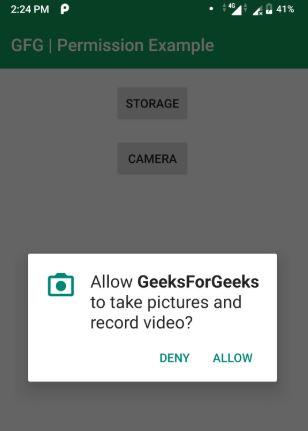 2:24 PM 4G 41%
GFG | Permission Example
STORAGE
CAMERA
Allow GeeksForGeeks
to take pictures and
record video?
DENY ALLOW